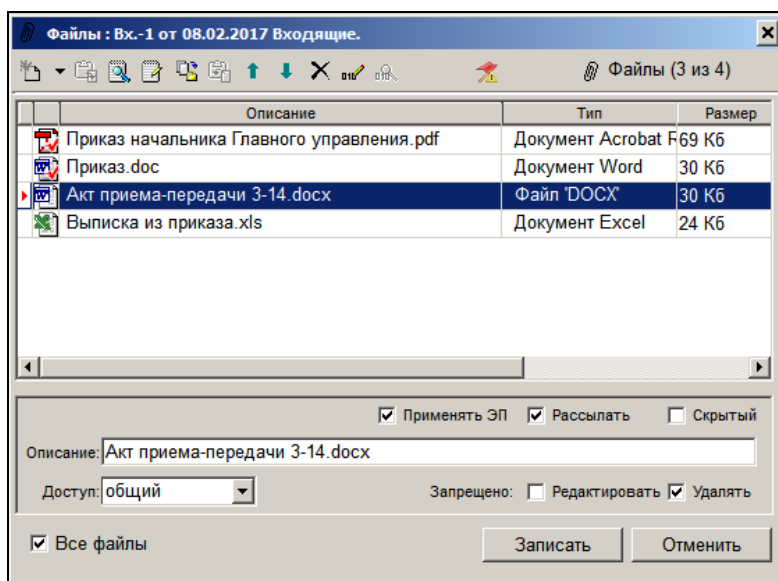 Файлы : Вх.-1 от 08.02.2017 Входящие.
Файлы (3 из 4)
Описание Тип Размер
Приказ начальника Главного управления.pdf Документ Acrobat R 69 Кб
Приказ.doc Документ Word 30 Кб
Акт приема-передачи 3-14.docx Файл 'DOCX' 30 Кб
Выписка из приказа.xls Документ Excel 24 Кб
Применять ЭП Рассылать Скрытый
Описание: Акт приема-передачи 3-14.docx
Доступ: общий Запрещено: Редактировать Удалять
Все файлы Записать Отменить